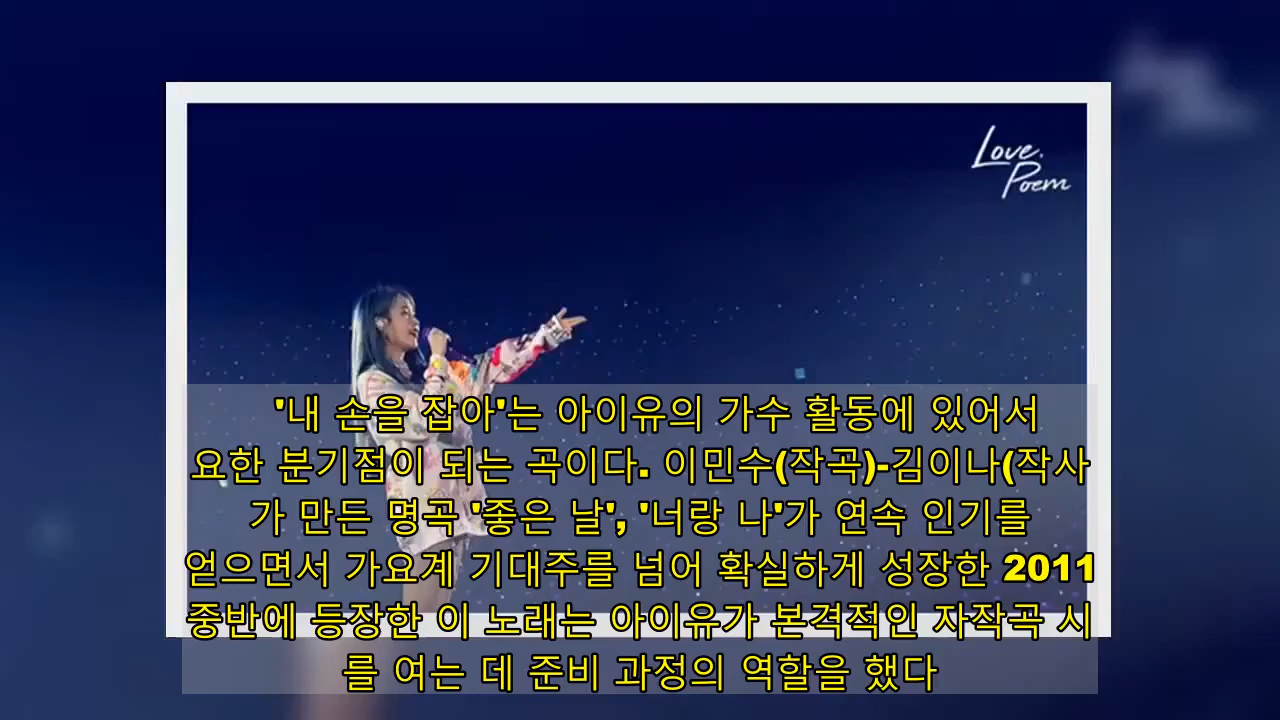 Love,
Poem
'내 손을 잡아'는 아이유의 가수 활동에 있어서
요한 분기점이 되는 곡이다. 이민수(작곡)-김이나(작사
가 만든 명곡 '좋은 날', '너랑 나'가 연속 인기를
얻으면서 가요계 기대주를 넘어 확실하게 성장한 2011
중반에 등장한 이 노래는 아이유가 본격적인 자작곡 시
를 여는 데 준비 과정의 역할을 했다